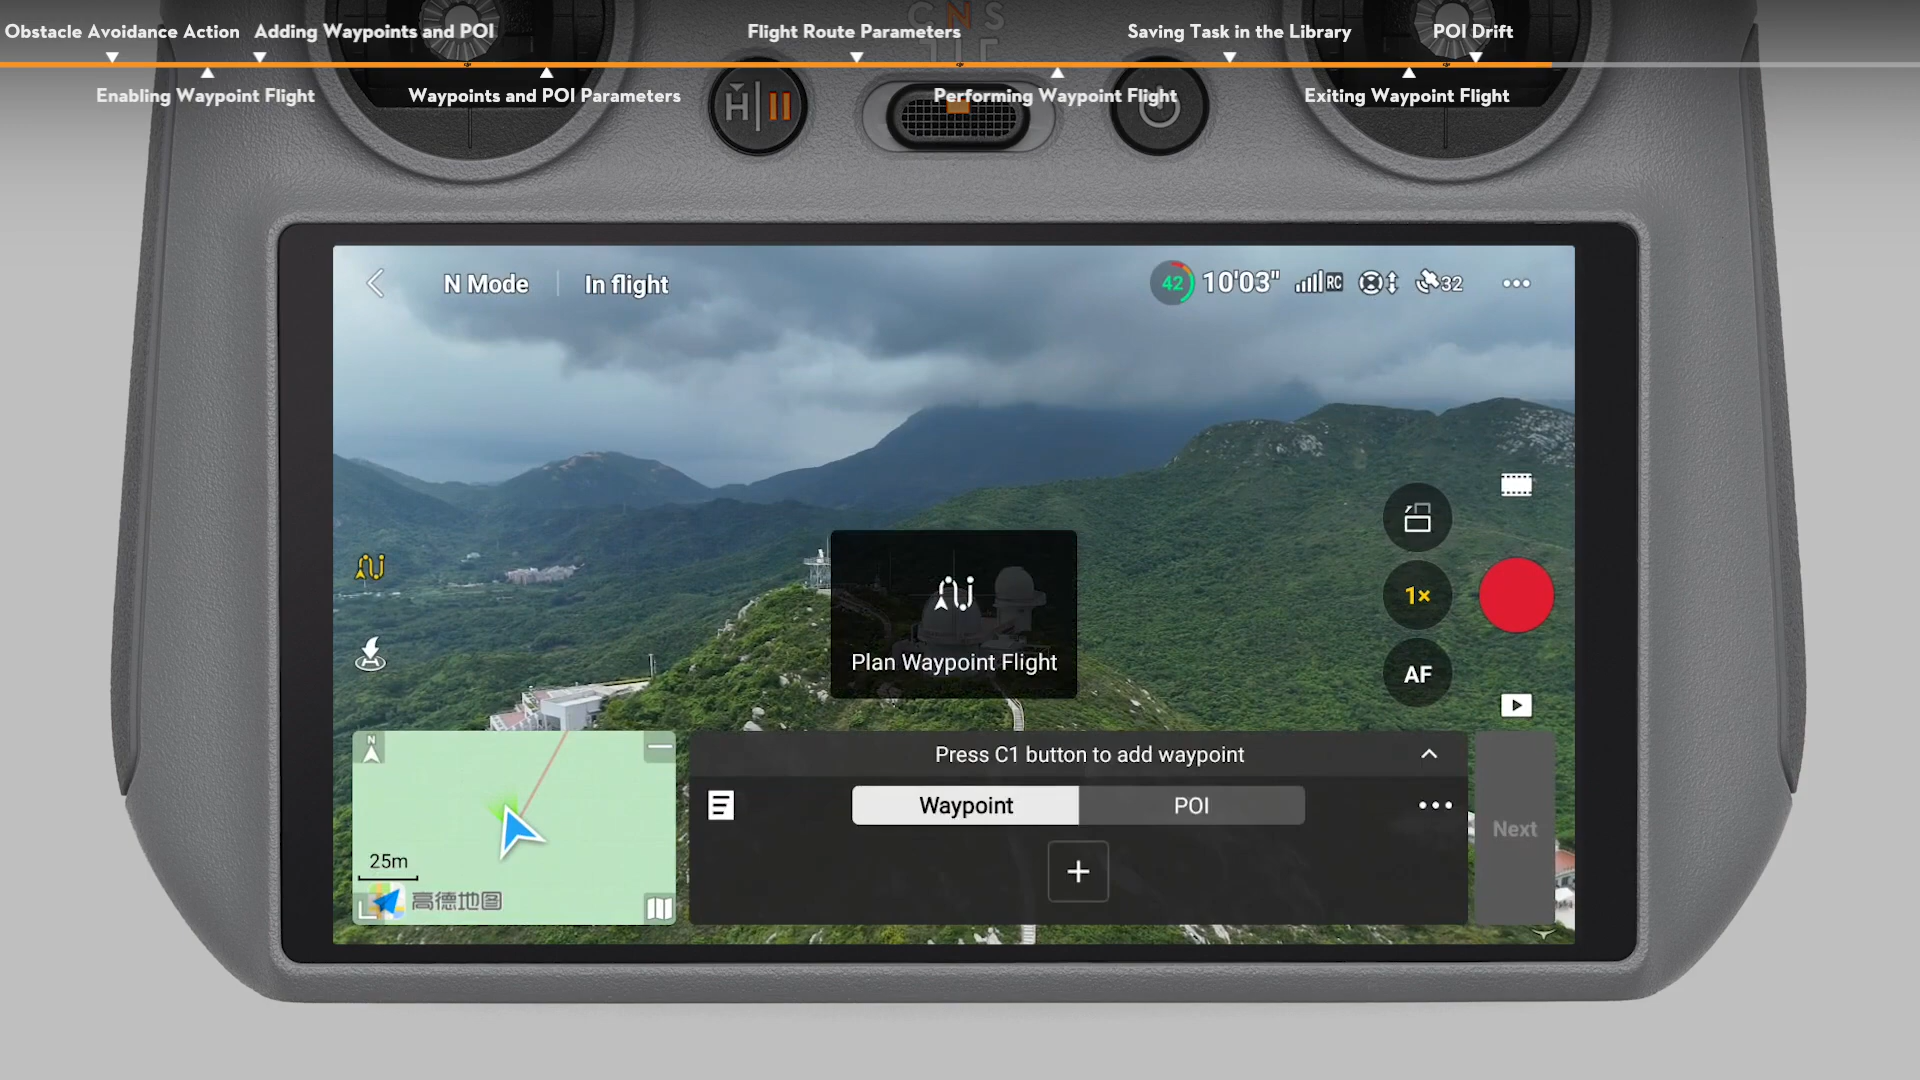 Obstacle Avoidance Action
Adding Waypoints and POI
Flight Route Parameters
Saving Task in the Library
POI Drift
Enabling Waypoint Flight
Waypoints and POI Parameters
Performing Waypoint Flight
Exiting Waypoint Flight
C N S
H
N Mode
In flight
42
10'03"
RC
32
Plan Waypoint Flight
1×
AF
N
25m
高德地图
Press C1 button to add waypoint
Waypoint
POI
+
Next